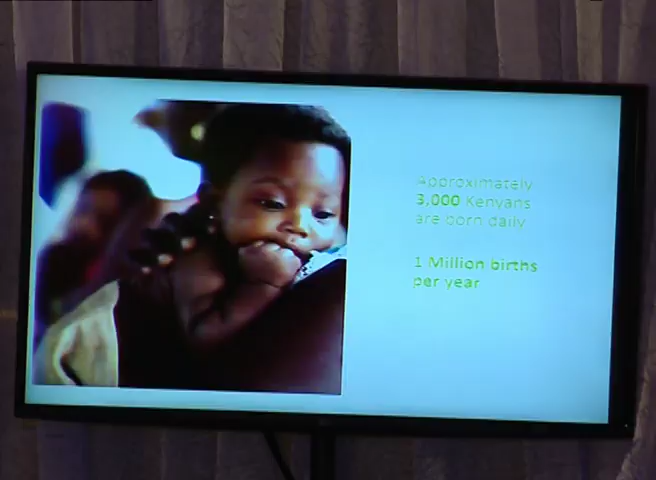 Approximately
3,000 Kenyans
are born daily
1 Million births
per year